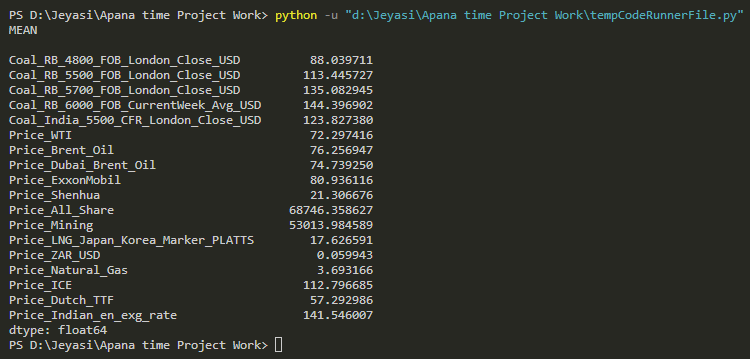 PS D:\Jeyasi\Apana time Project Work> python -u "d:\Jeyasi\Apana time Project Work\tempCodeRunnerFile.py"
MEAN
Coal_RB_4800_FOB_London_Close_USD 88.039711
Coal_RB_5500_FOB_London_Close_USD 113.445727
Coal_RB_5700_FOB_London_Close_USD 135.082945
Coal_RB_6000_FOB_CurrentWeek_Avg_USD 144.396902
Coal_India_5500_CFR_London_Close_USD 123.827380
Price_WTI 72.297416
Price_Brent_Oil 76.256947
Price_Dubai_Brent_Oil 74.739250
Price_ExxonMobil 80.936116
Price_Shenhua 21.306676
Price_All_Share 68746.358627
Price_Mining 53013.984589
Price_LNG_Japan_Korea_Marker_PLATTS 17.626591
Price_ZAR_USD 0.059943
Price_Natural_Gas 3.693166
Price_ICE 112.796685
Price_Dutch_TTF 57.292986
Price_Indian_en_exg_rate 141.546007
dtype: float64
PS D:\Jeyasi\Apana time Project Work>